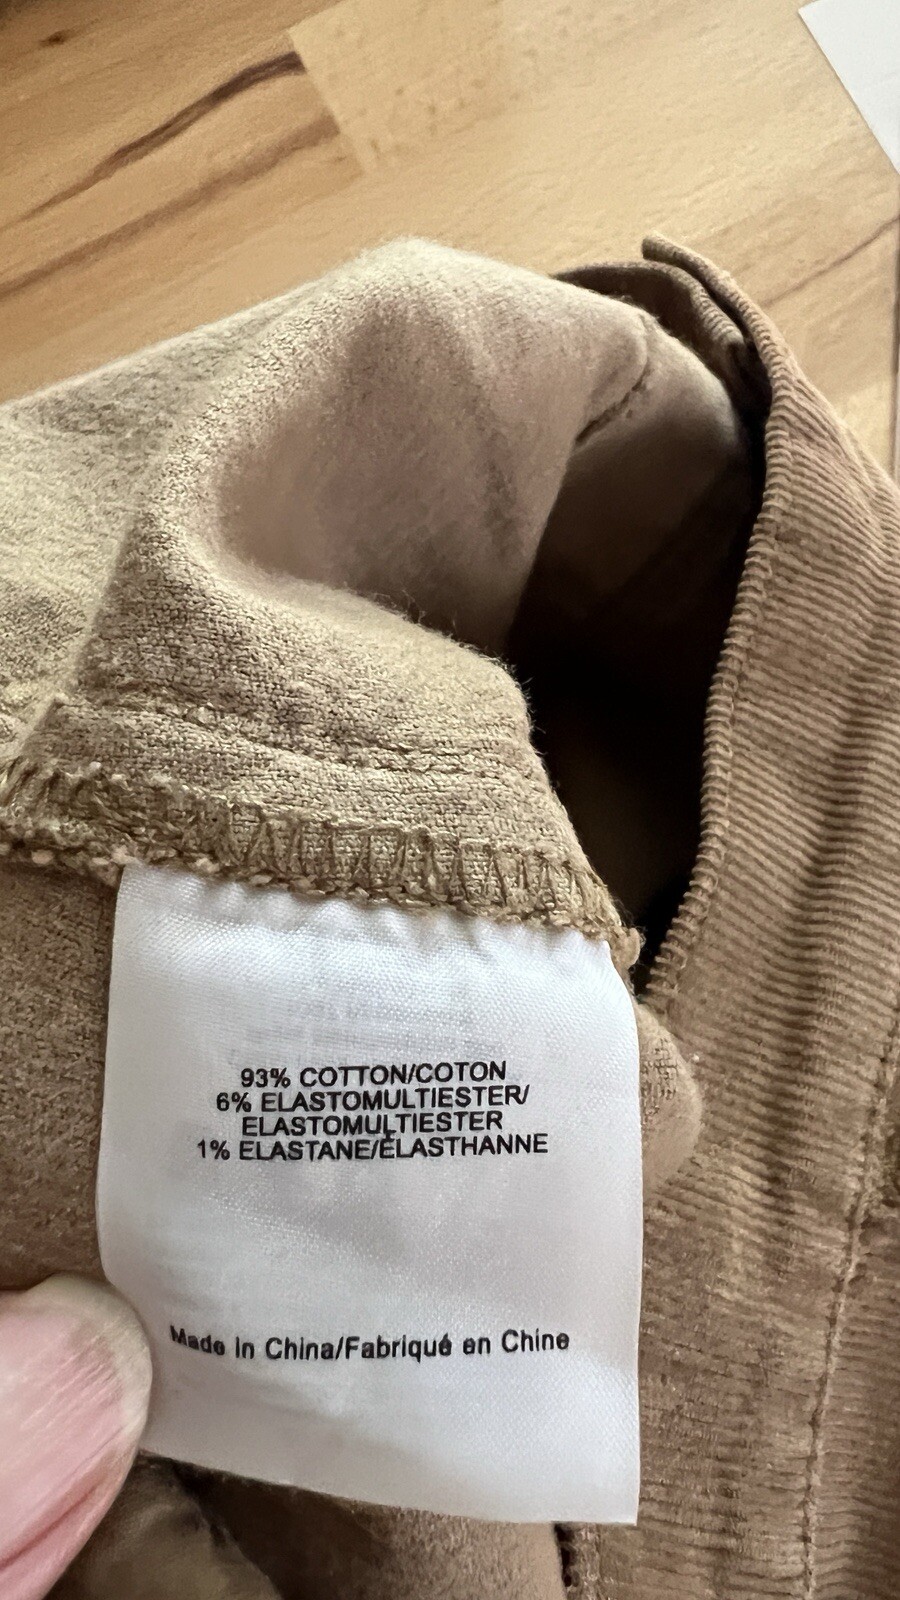 93% COTTON/COTON
6% ELASTOMULTIESTER/
ELASTOMULTIESTER
1% ELASTANE/ÉLASTHANNE
Made in China/Fabriqué en Chine